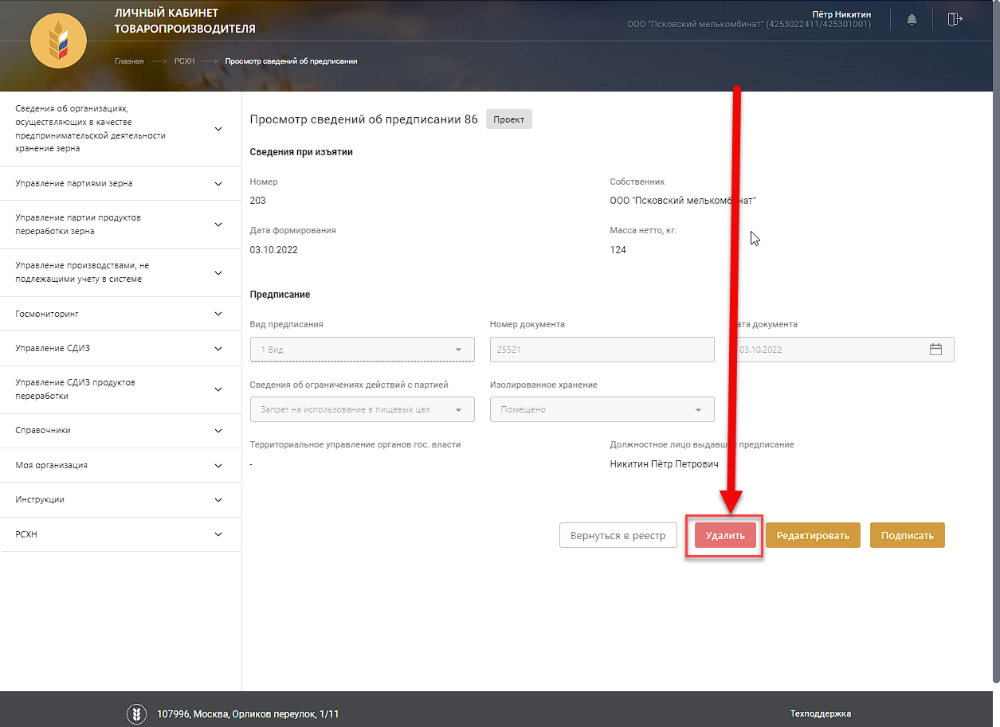 ЛИЧНЫЙ КАБИНЕТ
ТОВАРОПРОИЗВОДИТЕЛЯ
Пётр Никитин
ООО "Псковский мелькомбинат" (4253022411/425301001)
Главная
РСХН
Просмотр сведений об предписании
Сведения об организациях,
осуществляющих в качестве
предпринимательской деятельности
хранение зерна
Управление партиями зерна
Управление партии продуктов
переработки зерна
Управление производствами, не
подлежащими учету в системе
Госмониторинг
Управление СДИЗ
Управление СДИЗ продуктов
переработки
Справочники
Моя организация
Инструкции
РСХН
Просмотр сведений об предписании 86
Проект
Сведения при изъятии
Номер
Собственник
203
ООО "Псковский мелькомбинат"
Дата формирования
Масса нетто, кг.
03.10.2022
124
Предписание
Вид предписания
Номер документа
ата документа
1 Вид
25521
03.10.2022
Сведения об ограничениях действий с партией
Изолированное хранение
Запрет на использование в пищевых цел
Помещено
Территориальное управление органов гос. власти
Должностное лицо выдавше предписание
-
Никитин Пётр Петрович
Вернуться в реестр
Удалить
Редактировать
Подписать
107996, Москва, Орликов переулок, 1/11
Техподдержка